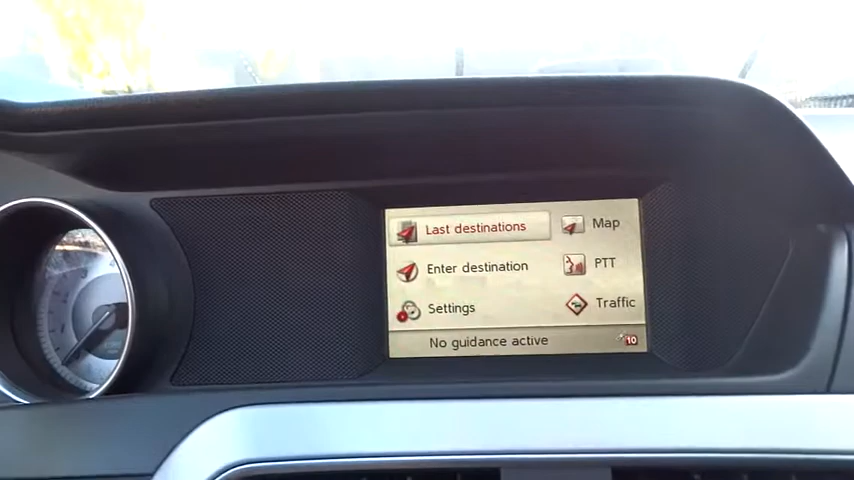 Last destinations
Map
Enter destination
PTT
Settings
Traffic
No guidance active
10